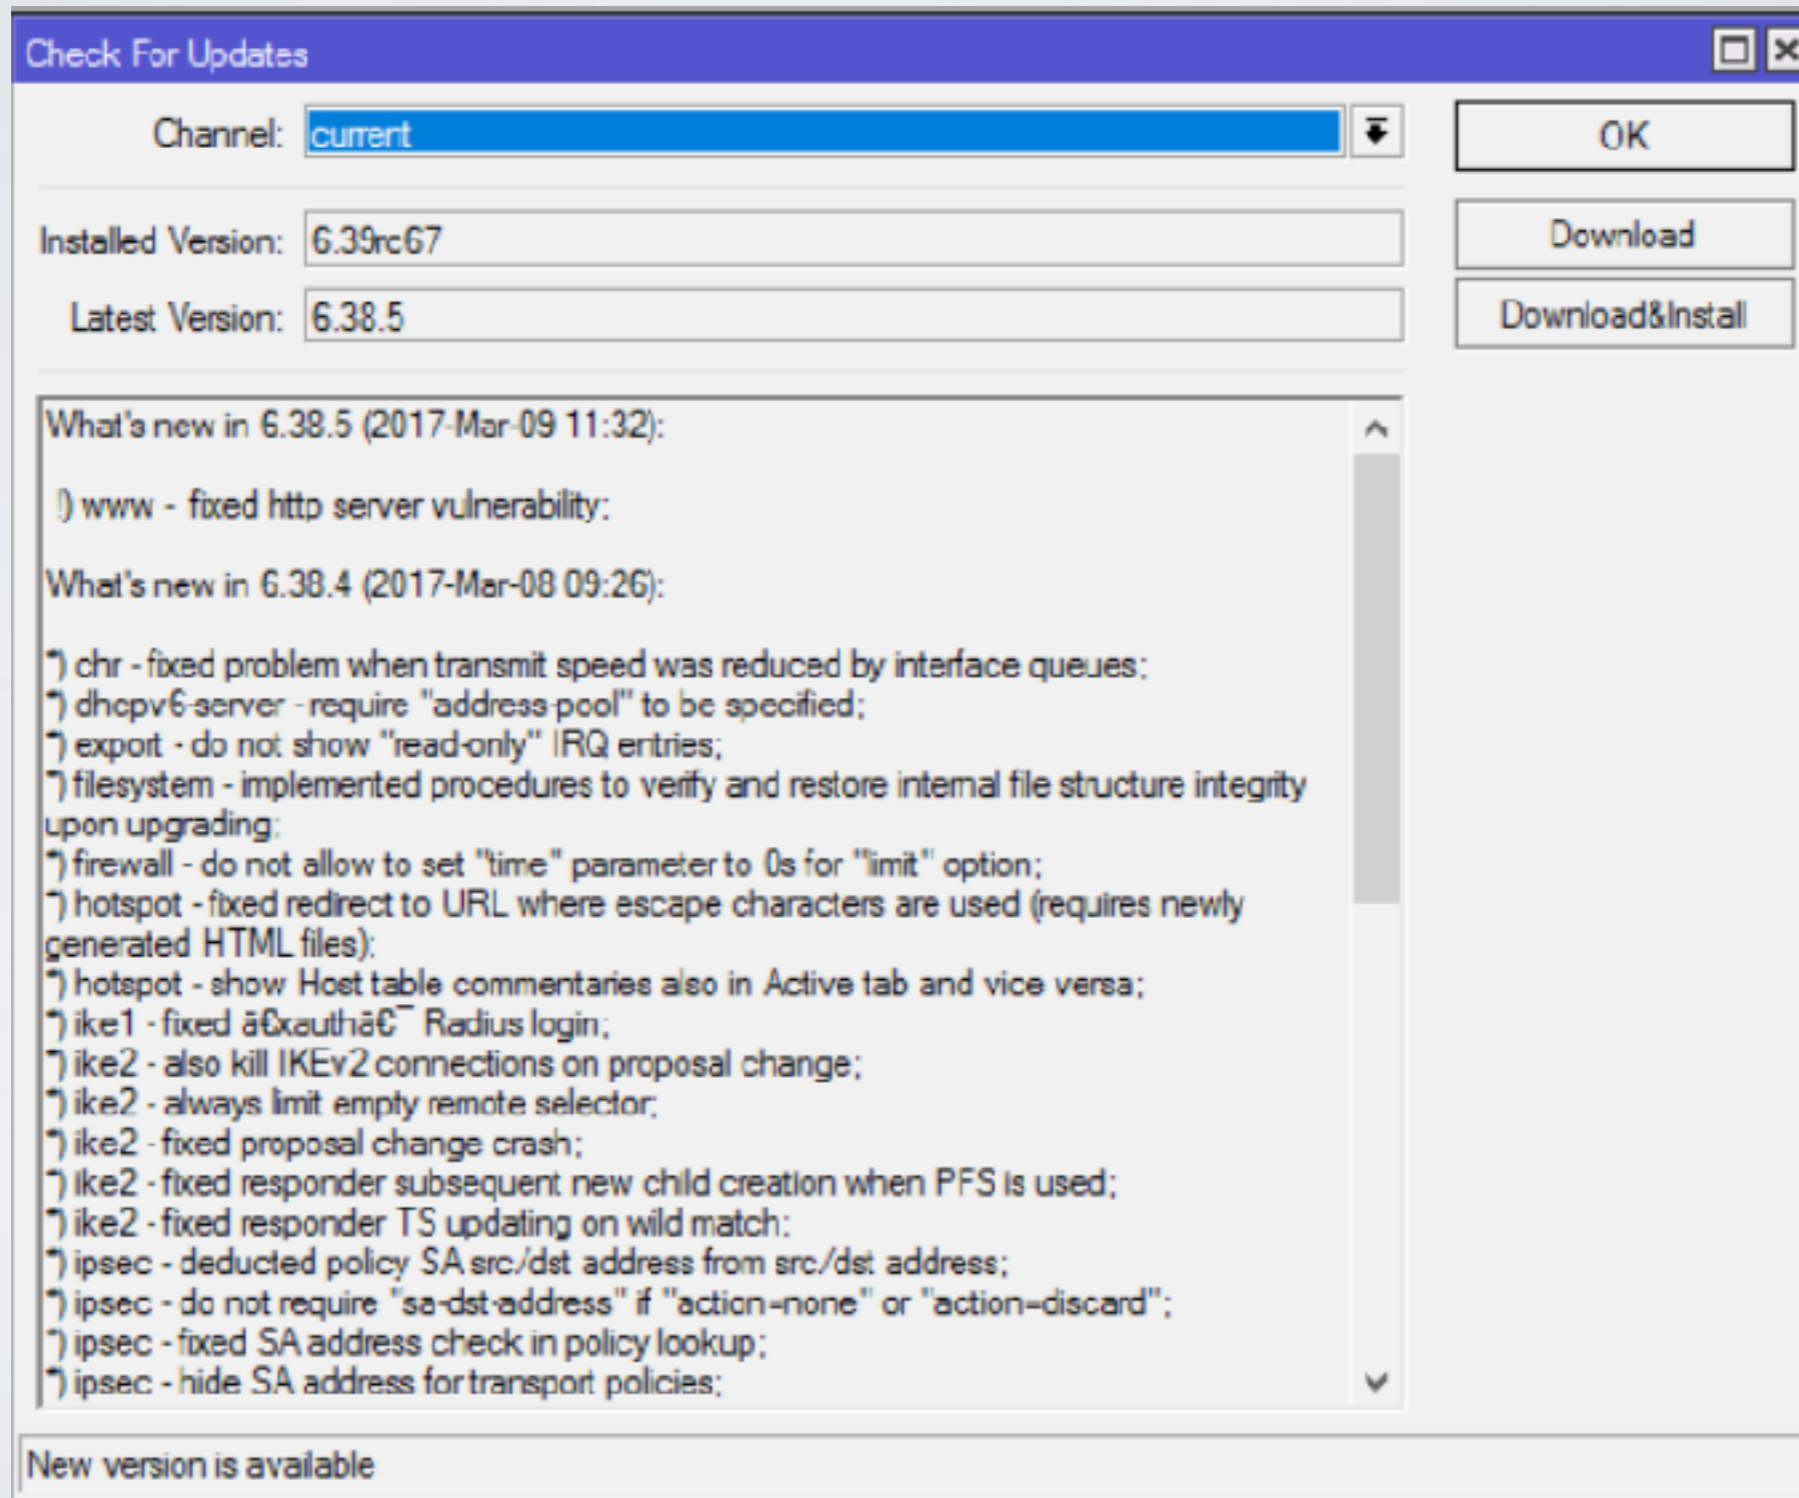 Check For Updates
Channel: current
OK
Installed Version: 6.39rc67
Download
Latest Version: 6.38.5
Download&Install
What's new in 6.38.5 (2017-Mar-09 11:32):
!) www - fixed http server vulnerability;
What's new in 6.38.4 (2017-Mar-08 09:26):
*) chr - fixed problem when transmit speed was reduced by interface queues;
*) dhcpv6-server - require "address-pool" to be specified;
*) export - do not show "read-only" IRQ entries;
*) filesystem - implemented procedures to verify and restore internal file structure integrity
upon upgrading;
*) firewall - do not allow to set "time" parameter to 0s for "limit" option;
*) hotspot - fixed redirect to URL where escape characters are used (requires newly
generated HTML files);
*) hotspot - show Host table commentaries also in Active tab and vice versa;
*) ike1 - fixed â€xauthâ€¯ Radius login;
*) ike2 - also kill IKEv2 connections on proposal change;
*) ike2 - always limit empty remote selector;
*) ike2 - fixed proposal change crash;
*) ike2 - fixed responder subsequent new child creation when PFS is used;
*) ike2 - fixed responder TS updating on wild match;
*) ipsec - deducted policy SA src/dst address from src/dst address;
*) ipsec - do not require "sa-dst-address" if "action=none" or "action=discard";
*) ipsec - fixed SA address check in policy lookup;
*) ipsec - hide SA address for transport policies;
New version is available